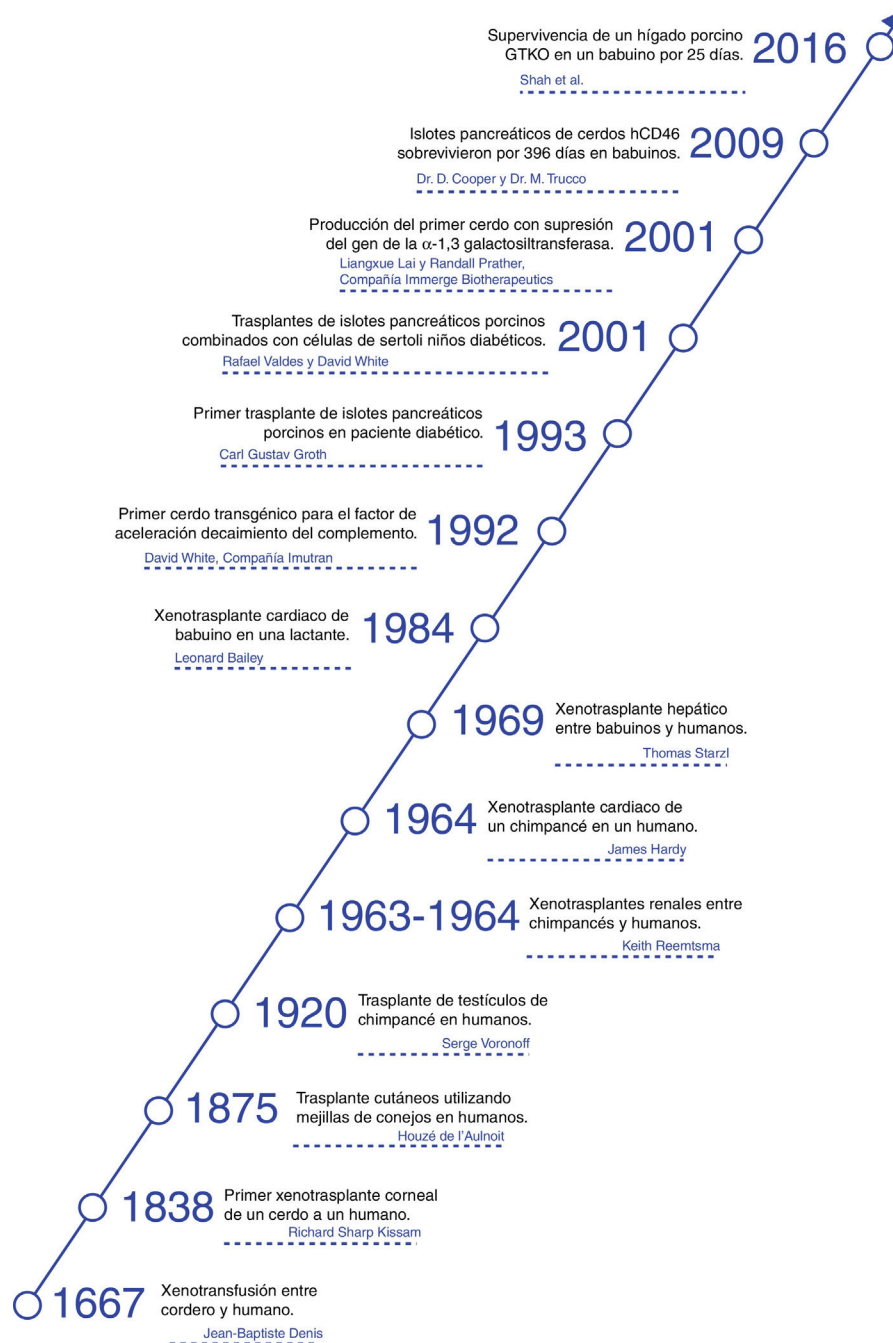 Supervivencia de un hígado porcino
GTKO en un babuino por 25 días.
2016
Shah et al.
Islotes pancreáticos de cerdos hCD46
sobrevivieron por 396 días en babuinos.
2009
Dr. D. Cooper y Dr. M. Trucco
Producción del primer cerdo con supresión
del gen de la α-1,3 galactosiltransferasa.
2001
Liangxue Lai y Randall Prather,
Compañía Immerge Biotherapeutics
Trasplantes de islotes pancreáticos porcinos
combinados con células de sertoli niños diabéticos.
2001
Rafael Valdes y David White
Primer trasplante de islotes pancreáticos
porcinos en paciente diabético.
1993
Carl Gustav Groth
Primer cerdo transgénico para el factor de
aceleración decaimiento del complemento.
1992
David White, Compañía Imutran
Xenotrasplante cardiaco de
babuino en una lactante.
1984
Leonard Bailey
1969
Xenotrasplante hepático
entre babuinos y humanos.
Thomas Starzl
1964
Xenotrasplante cardiaco de
un chimpancé en un humano.
James Hardy
1963-1964
Xenotrasplantes renales entre
chimpancés y humanos.
Keith Reemtsma
1920
Trasplante de testículos de
chimpancé en humanos.
Serge Voronoff
1875
Trasplante cutáneos utilizando
mejillas de conejos en humanos.
Houzé de l’Aulnoit
1838
Primer xenotrasplante corneal
de un cerdo a un humano.
Richard Sharp Kissam
1667
Xenotransfusión entre
cordero y humano.
Jean-Baptiste Denis